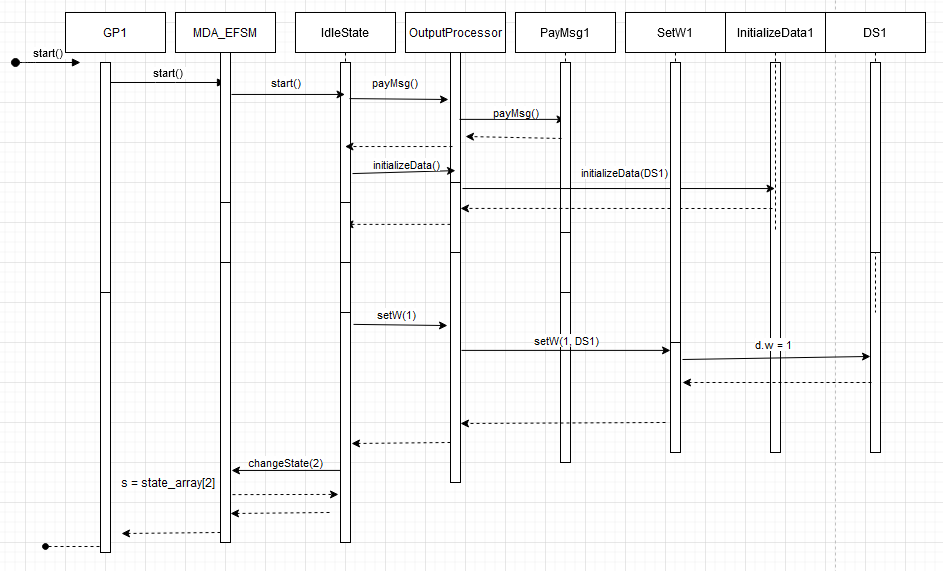 GP1
MDA_EFSM
IdleState
OutputProcessor
PayMsg1
SetW1
InitializeData1
DS1
start()
start()
start()
payMsg()
payMsg()
initializeData()
initializeData(DS1)
setW(1)
setW(1, DS1)
d.w = 1
changeState(2)
s = state_array[2]